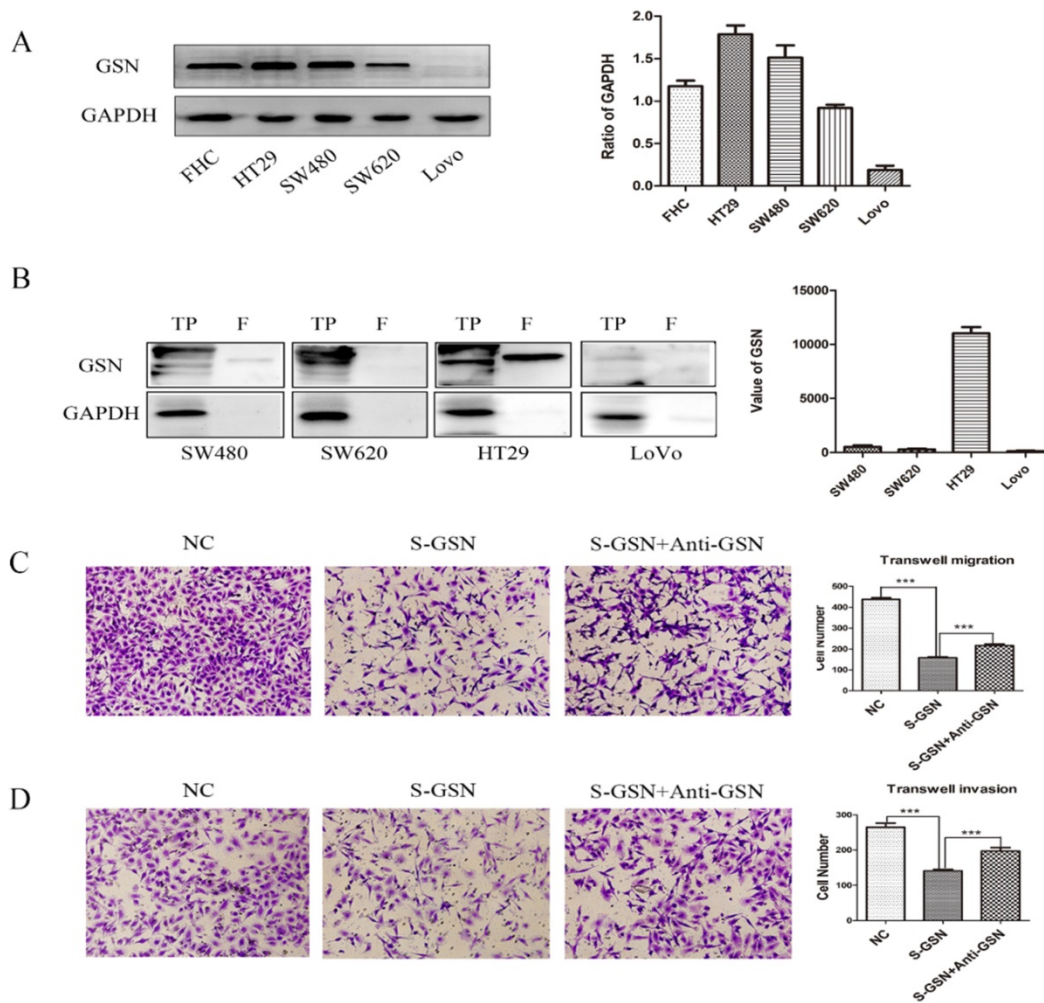 A
GSN
GAPDH
FHC
HT29
SW480
SW620
Lovo
Ratio of GAPDH
2.0
1.5
1.0
0.5
0.0
FHC
HT29
SW480
SW620
Lovo
B
TP F TP F TP F TP F
GSN
GAPDH
SW480 SW620 HT29 LoVo
Value of GSN
15000
10000
5000
0
SW480
SW620
HT29
Lovo
C
NC S-GSN S-GSN+Anti-GSN
Transwell migration
Cell Number
500
400
300
200
100
0
***
***
NC
S-GSN
S-GSN+Anti-GSN
D
NC S-GSN S-GSN+Anti-GSN
Transwell invasion
Cell Number
300
200
100
0
***
***
NC
S-GSN
S-GSN+Anti-GSN